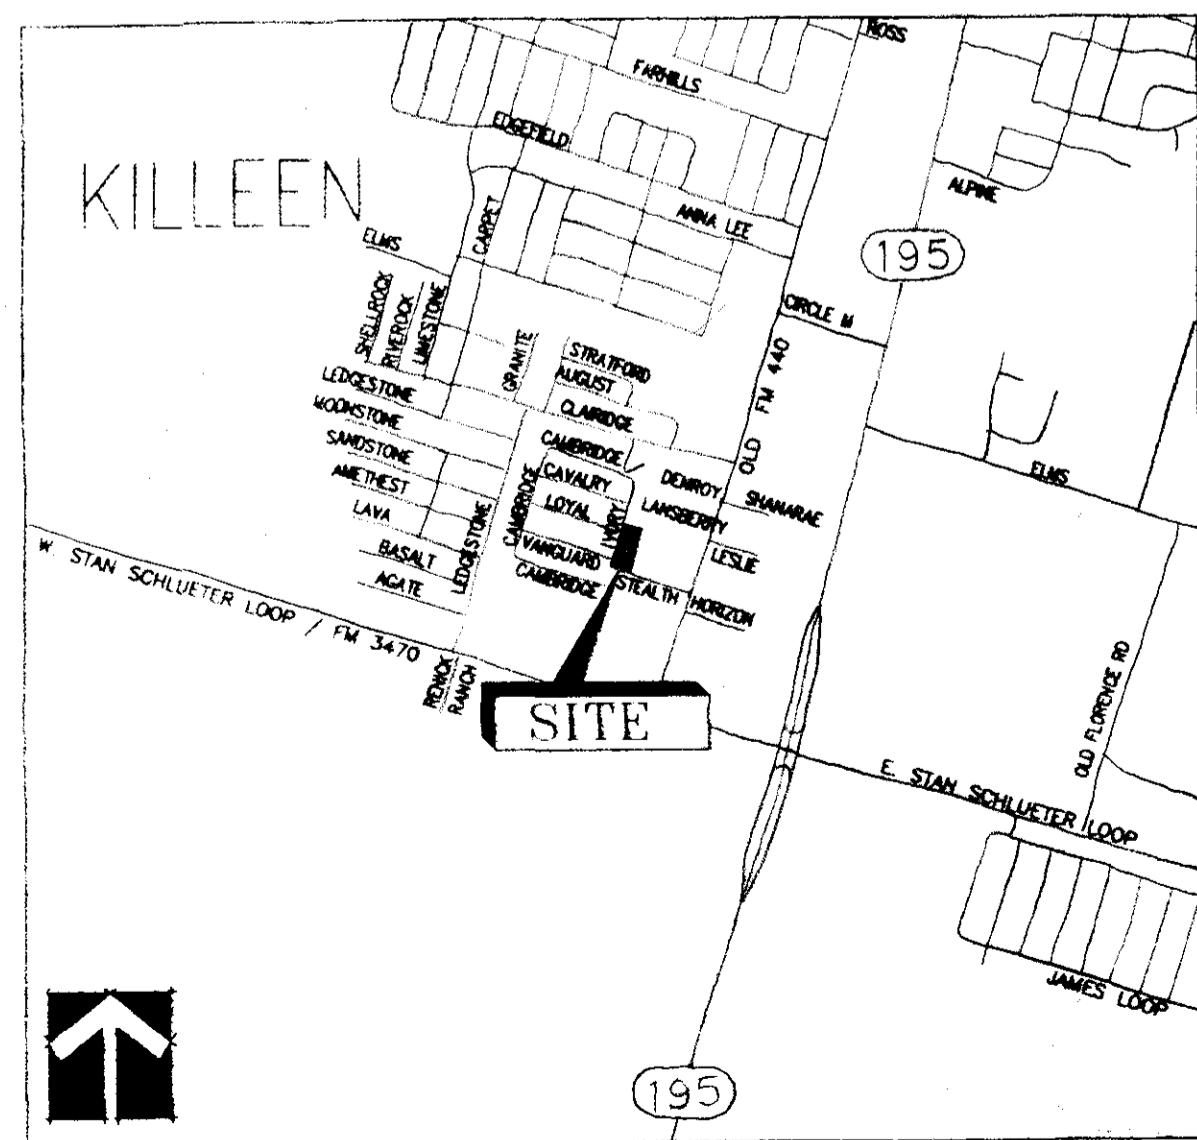 ROSS
FARHILLS
EDGEFIELD
KILLEEN
ALPINE
ANNA LEE
CARPET
ELMS
195
SHELLROCK
RIVEROCK
LIMESTONE
CIRCLE M
GRANITE
STRATFORD
AUGUST
OLD FM 440
LEDGESTONE
CLAIRIDGE
MOONSTONE
CAMBRIDGE
SANDSTONE
CAVALRY
DEMROY
SHANARAE
ELMS
AMETHEST
LOYAL
IVORY
LANSBERRY
CAMBRIDGE
LEDGESTONE
LAVA
VANGUARD
LESLIE
BASALT
CAMBRIDGE
STEALTH
HORIZON
AGATE
W. STAN SCHLUETER LOOP / FM 3470
RENICK
RANCH
SITE
OLD FLORENCE RD
E. STAN SCHLUETER LOOP
JAMES LOOP
195